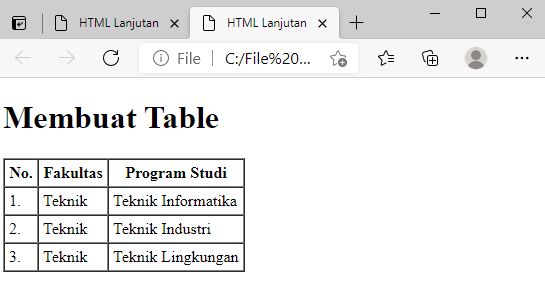 HTML Lanjutan
HTML Lanjutan
File
C:/File%20...
Membuat Table
No. Fakultas Program Studi
1. Teknik Teknik Informatika
2. Teknik Teknik Industri
3. Teknik Teknik Lingkungan